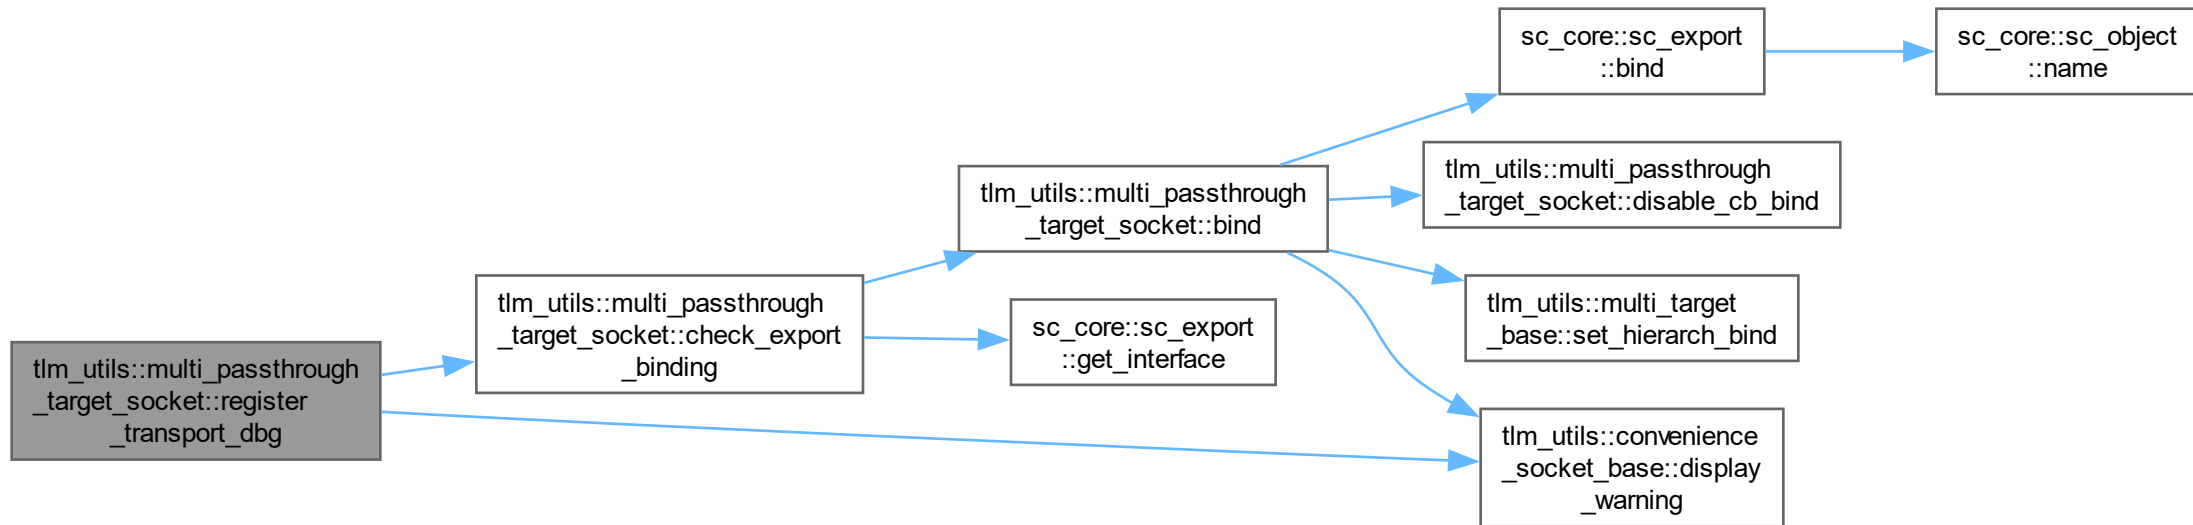 sc_core::sc_export
::bind
sc_core::sc_object
::name
tlm_utils::multi_passthrough
_target_socket::disable_cb_bind
tlm_utils::multi_passthrough
_target_socket::bind
tlm_utils::multi_target
_base::set_hierarch_bind
tlm_utils::multi_passthrough
_target_socket::check_export
_binding
sc_core::sc_export
::get_interface
tlm_utils::multi_passthrough
_target_socket::register
_transport_dbg
tlm_utils::convenience
_socket_base::display
_warning